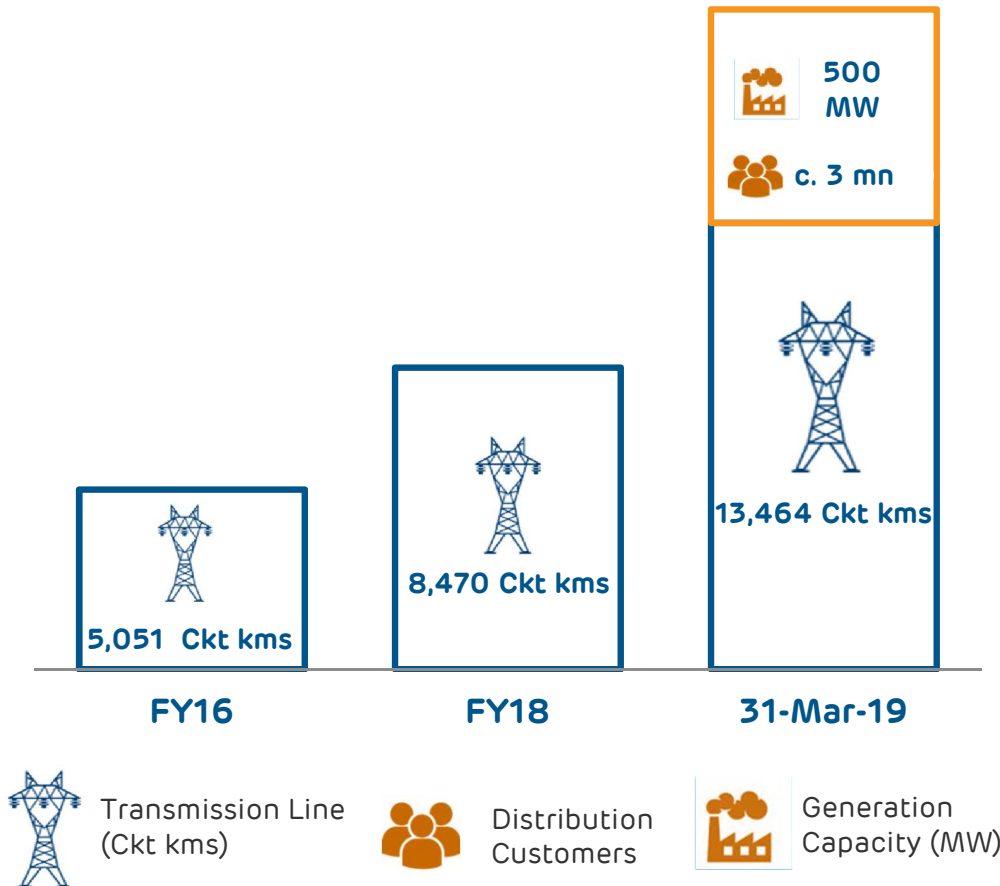 500
MW
c. 3 mn
13,464 Ckt kms
8,470 Ckt kms
5,051 Ckt kms
FY16
FY18
31-Mar-19
Transmission Line
(Ckt kms)
Distribution
Customers
Generation
Capacity (MW)